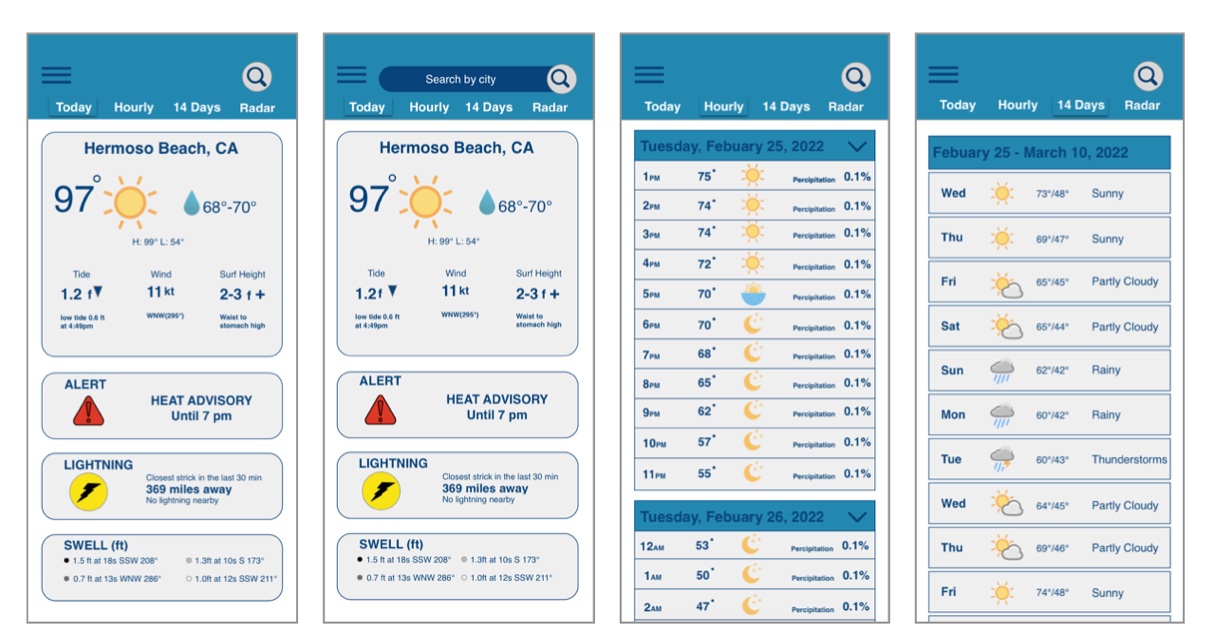 Today Hourly 14 Days Radar
Hermoso Beach, CA
97° 68°-70°
H: 99° L: 54°
Tide Wind Surf Height
1.2 f 11 kt 2-3 f +
low tide 0.6 ft WNW(295°) Waist to
at 4:49pm stomach high
ALERT
HEAT ADVISORY
Until 7 pm
LIGHTNING
Closest strick in the last 30 min
369 miles away
No lightning nearby
SWELL (ft)
1.5 ft at 18s SSW 208° 1.3ft at 10s S 173°
0.7 ft at 13s WNW 286° 1.0ft at 12s SSW 211°
Search by city
Today Hourly 14 Days Radar
Hermoso Beach, CA
97° 68°-70°
H: 99° L: 54°
Tide Wind Surf Height
1.2f 11 kt 2-3 f +
low tide 0.6 ft WNW(295°) Waist to
at 4:49pm stomach high
ALERT
HEAT ADVISORY
Until 7 pm
LIGHTNING
Closest strick in the last 30 min
369 miles away
No lightning nearby
SWELL (ft)
1.5 ft at 18s SSW 208° 1.3ft at 10s S 173°
0.7 ft at 13s WNW 286° 1.0ft at 12s SSW 211°
Today Hourly 14 Days Radar
Tuesday, Febuary 25, 2022
1PM 75° Percipitation 0.1%
2PM 74° Percipitation 0.1%
3PM 74° Percipitation 0.1%
4PM 72° Percipitation 0.1%
5PM 70° Percipitation 0.1%
6PM 70° Percipitation 0.1%
7PM 68° Percipitation 0.1%
8PM 65° Percipitation 0.1%
9PM 62° Percipitation 0.1%
10PM 57° Percipitation 0.1%
11PM 55° Percipitation 0.1%
Tuesday, Febuary 26, 2022
12AM 53° Percipitation 0.1%
1AM 50° Percipitation 0.1%
2AM 47° Percipitation 0.1%
Today Hourly 14 Days Radar
Febuary 25 - March 10, 2022
Wed 73°/48° Sunny
Thu 69°/47° Sunny
Fri 65°/45° Partly Cloudy
Sat 65°/44° Partly Cloudy
Sun 62°/42° Rainy
Mon 60°/42° Rainy
Tue 60°/43° Thunderstorms
Wed 64°/45° Partly Cloudy
Thu 69°/46° Partly Cloudy
Fri 74°/48° Sunny